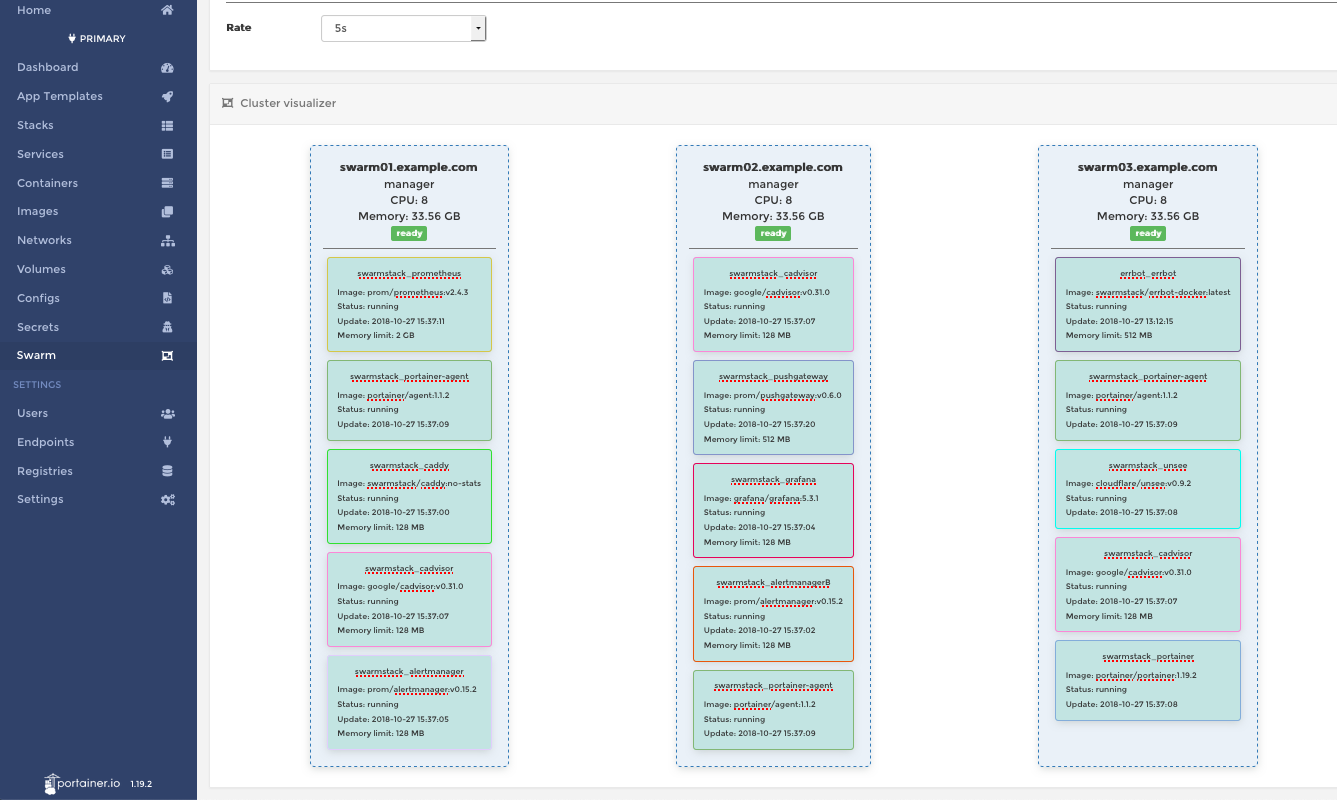 Home
PRIMARY
Dashboard
App Templates
Stacks
Services
Containers
Images
Networks
Volumes
Configs
Secrets
Swarm
SETTINGS
Users
Endpoints
Registries
Settings
portainer.io 1.19.2
Rate 5s
Cluster visualizer
swarm01.example.com
manager
CPU: 8
Memory: 33.56 GB
ready
swarmstack_prometheus
Image: prom/prometheus:v2.4.3
Status: running
Update: 2018-10-27 15:37:11
Memory limit: 2 GB
swarmstack_portainer-agent
Image: portainer/agent:1.1.2
Status: running
Update: 2018-10-27 15:37:09
swarmstack_caddy
Image: swarmstack/caddy:no-stats
Status: running
Update: 2018-10-27 15:37:00
Memory limit: 128 MB
swarmstack_cadvisor
Image: google/cadvisor:v0.31.0
Status: running
Update: 2018-10-27 15:37:07
Memory limit: 128 MB
swarmstack_alertmanager
Image: prom/alertmanager:v0.15.2
Status: running
Update: 2018-10-27 15:37:05
Memory limit: 128 MB
swarm02.example.com
manager
CPU: 8
Memory: 33.56 GB
ready
swarmstack_cadvisor
Image: google/cadvisor:v0.31.0
Status: running
Update: 2018-10-27 15:37:07
Memory limit: 128 MB
swarmstack_pushgateway
Image: prom/pushgateway:v0.6.0
Status: running
Update: 2018-10-27 15:37:20
Memory limit: 512 MB
swarmstack_grafana
Image: grafana/grafana:5.3.1
Status: running
Update: 2018-10-27 15:37:04
Memory limit: 128 MB
swarmstack_alertmanagerB
Image: prom/alertmanager:v0.15.2
Status: running
Update: 2018-10-27 15:37:02
Memory limit: 128 MB
swarmstack_portainer-agent
Image: portainer/agent:1.1.2
Status: running
Update: 2018-10-27 15:37:09
swarm03.example.com
manager
CPU: 8
Memory: 33.56 GB
ready
errbot_errbot
Image: swarmstack/errbot-docker:latest
Status: running
Update: 2018-10-27 13:12:15
Memory limit: 512 MB
swarmstack_portainer-agent
Image: portainer/agent:1.1.2
Status: running
Update: 2018-10-27 15:37:09
swarmstack_unsee
Image: cloudflare/unsee:v0.9.2
Status: running
Update: 2018-10-27 15:37:08
swarmstack_cadvisor
Image: google/cadvisor:v0.31.0
Status: running
Update: 2018-10-27 15:37:07
Memory limit: 128 MB
swarmstack_portainer
Image: portainer/portainer:1.19.2
Status: running
Update: 2018-10-27 15:37:08